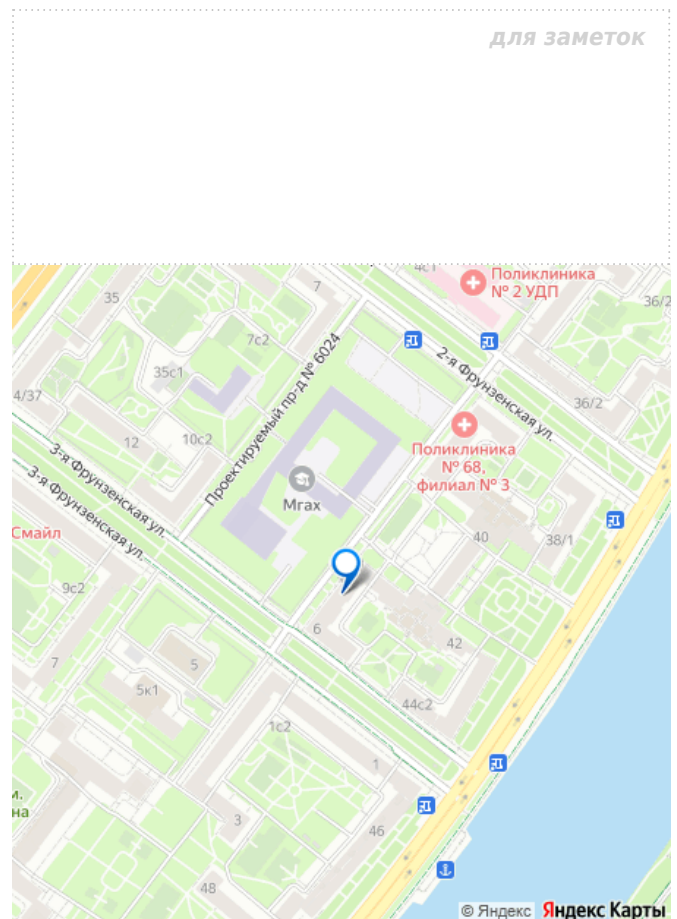 для заметок
4с1
Поликлиника
№ 2 УДП
35
7
36/2
7с2
Проектируемый пр-д № 6024
2-я Фрунзенская ул.
35с1
4/37
36/2
12
10с2
Поликлиника
№ 68,
филиал № 3
3-я Фрунзенская ул.
3-я Фрунзенская ул.
Мгах
Смайл
40
38/1
9с2
6
42
7
5
5к1
44с2
1с2
1
м.
на
3
46
48
© Яндекс Яндекс Карты